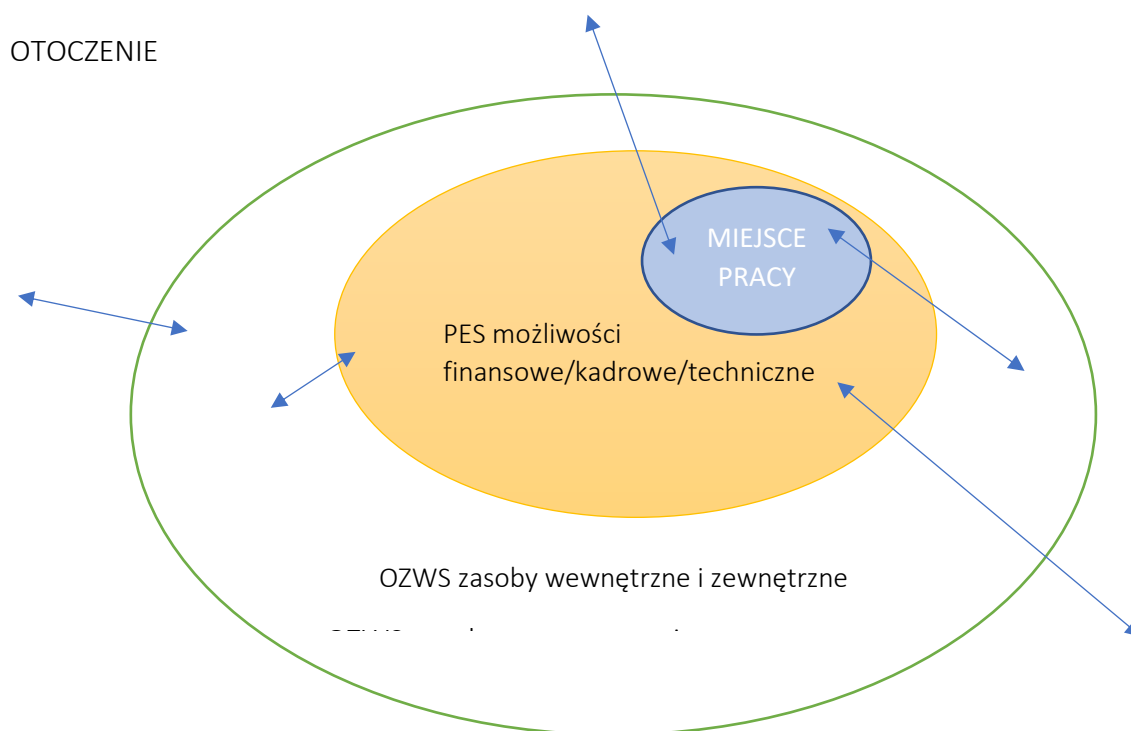 OTOCZENIE
MIEJSCE
PRACY
PES możliwości
finansowe/kadrowe/techniczne
OZWS zasoby wewnętrzne i zewnętrzne